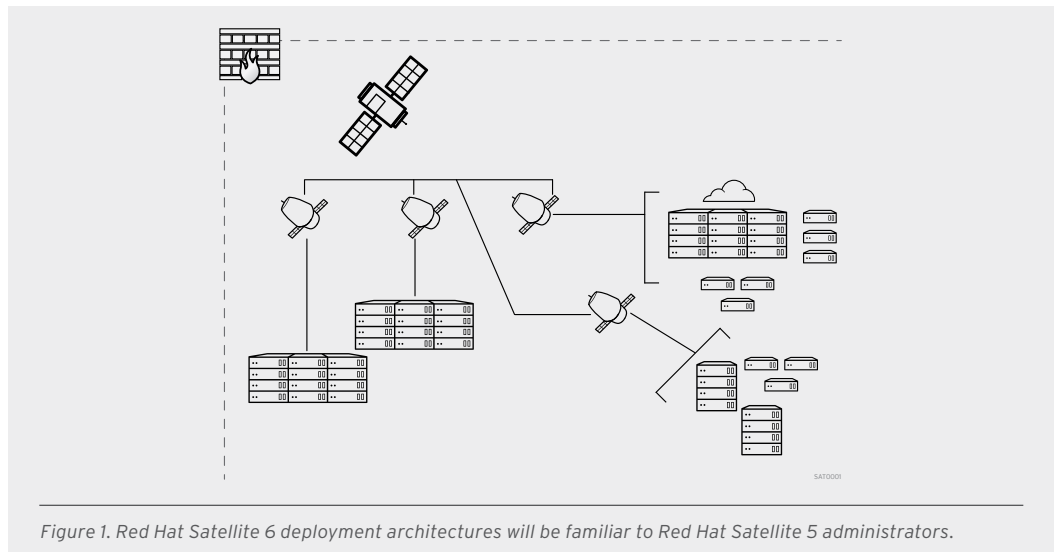 SAT0001
Figure 1. Red Hat Satellite 6 deployment architectures will be familiar to Red Hat Satellite 5 administrators.